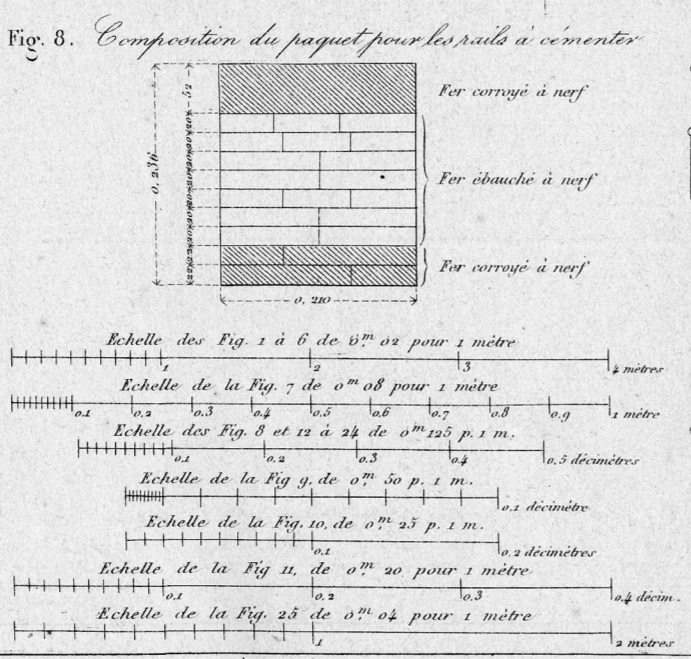 Fig. 8. Composition du paquet pour les rails à cémenter
52
Fer corroyé à nerf
0, 236
Fer ébauché à nerf
Fer corroyé à nerf
0, 210
Echelle des Fig. 1 à 6 de 0,m 02 pour 1 mètre
1 2 3 4 mètres
Echelle de la Fig. 7 de 0m 08 pour 1 mètre
0.1 0.2 0.3 0.4 0.5 0.6 0.7 0.8 0.9 1 mètre
Echelle des Fig. 8 et 12 à 24 de 0,m 125 p. 1 m.
0.1 0.2 0.3 0.4 0.5 décimètres
Echelle de la Fig 9, de 0,m 50 p. 1 m.
0.1 décimètre
Echelle de la Fig. 10, de 0,m 25 p. 1 m.
0.1 0.2 décimètres
Echelle de la Fig 11, de 0,m 20 pour 1 mètre
0.1 0.2 0.3 0.4 décim.
Echelle de la Fig. 25 de 0,m 04 pour 1 mètre
1 2 mètres